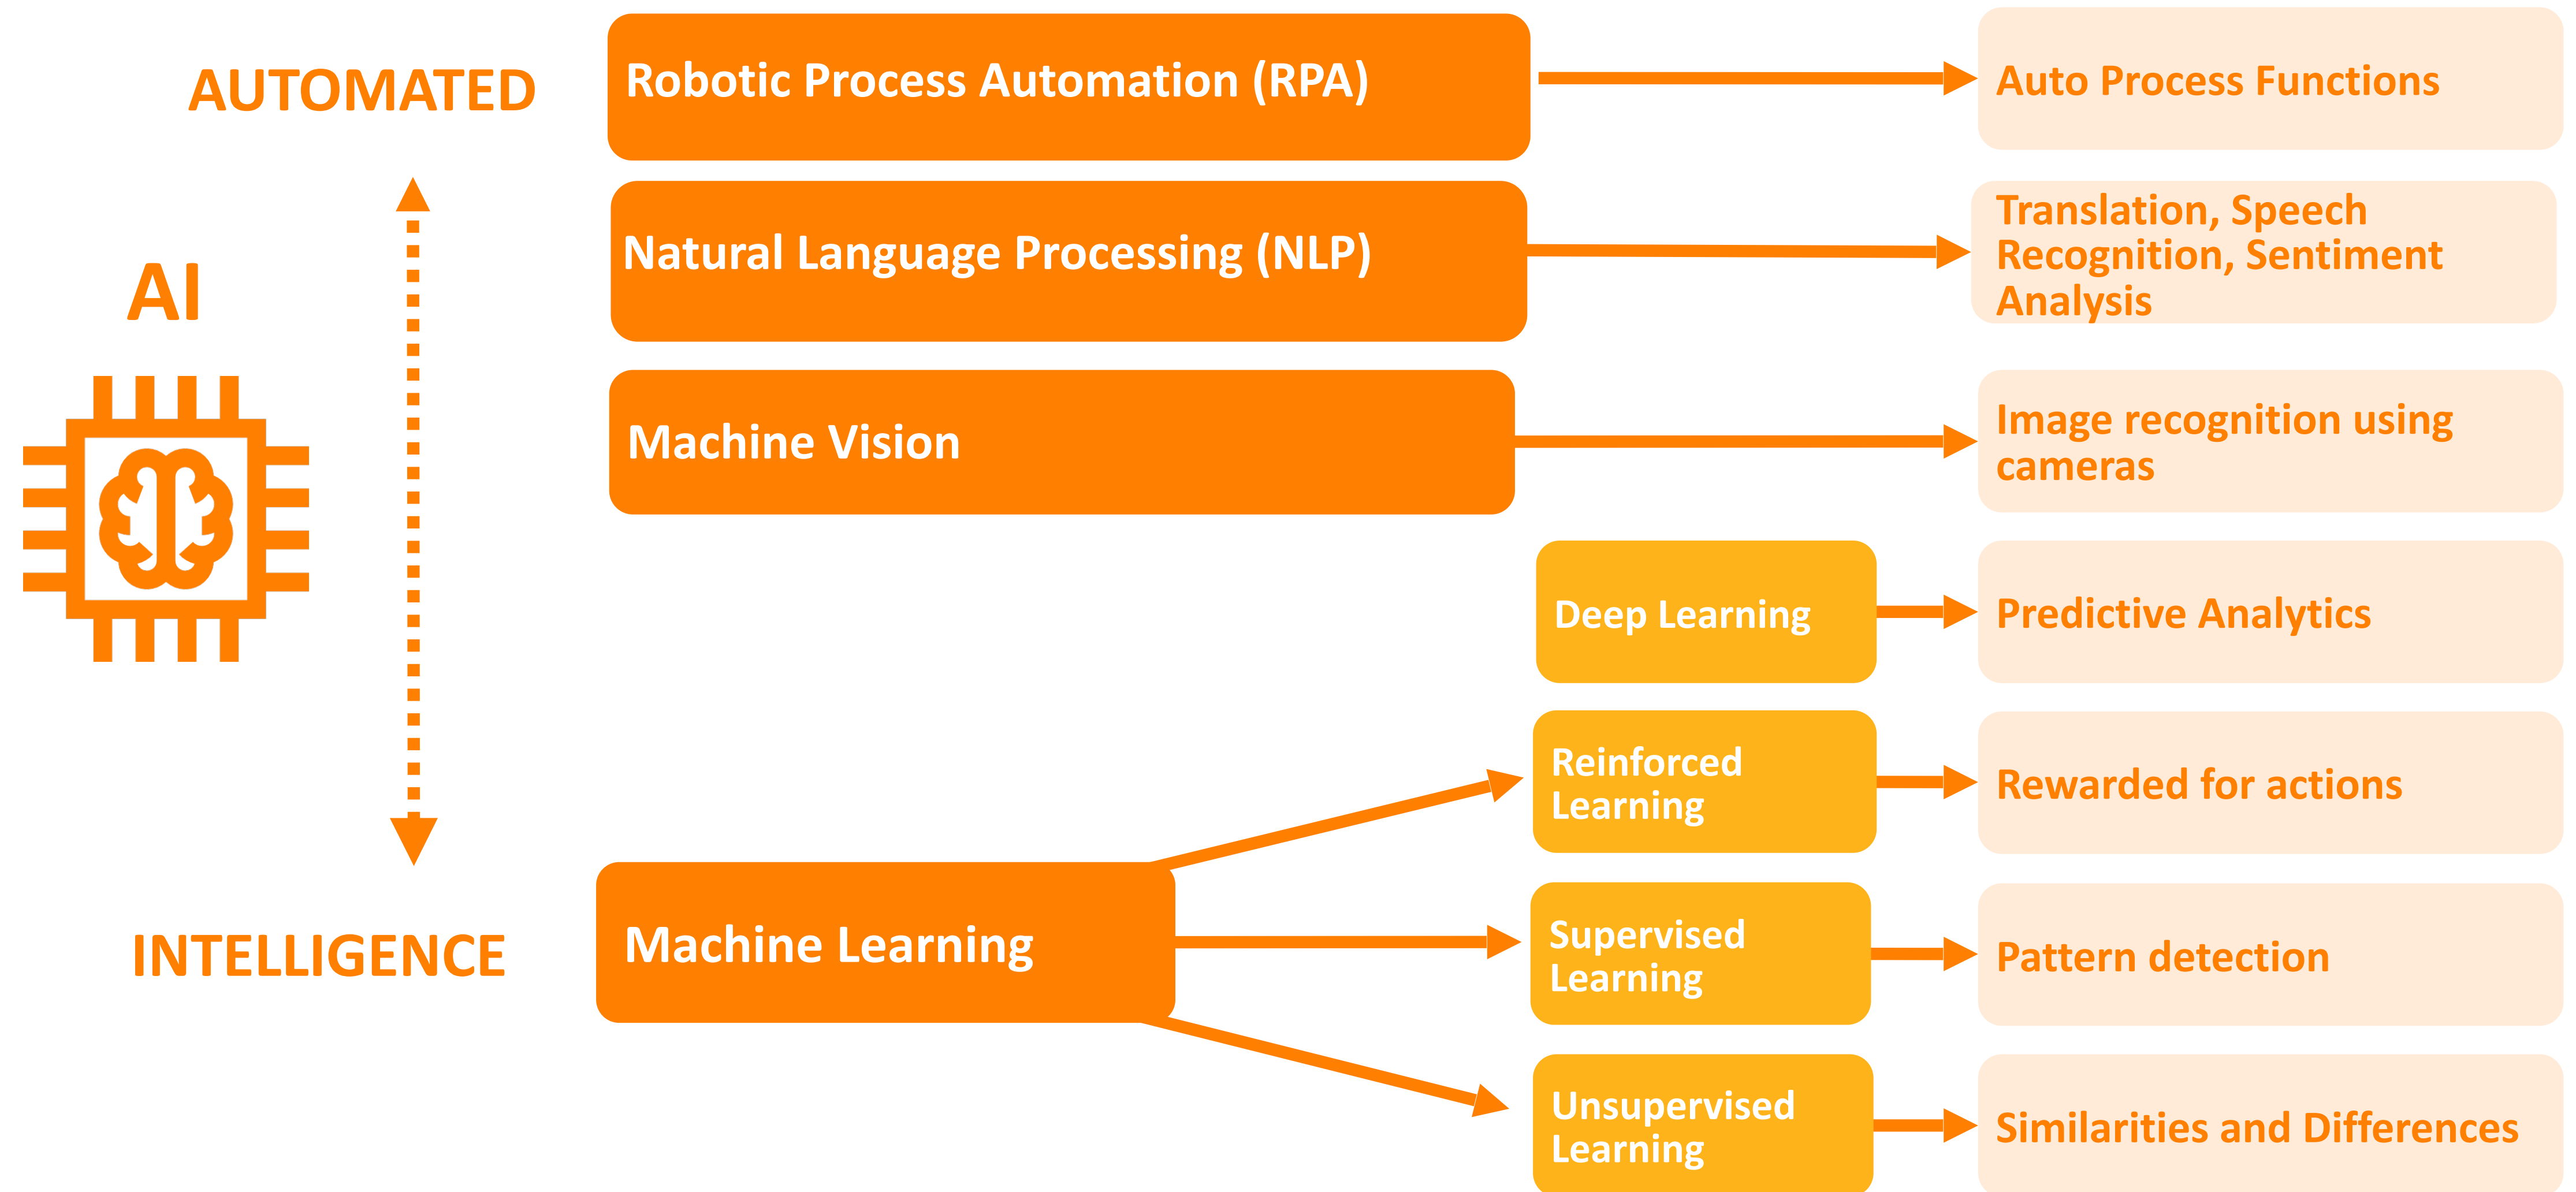 AUTOMATED
AI
INTELLIGENCE
Robotic Process Automation (RPA)
Auto Process Functions
Natural Language Processing (NLP)
Translation, Speech
Recognition, Sentiment
Analysis
Machine Vision
Image recognition using
cameras
Deep Learning
Predictive Analytics
Reinforced
Learning
Rewarded for actions
Machine Learning
Supervised
Learning
Pattern detection
Unsupervised
Learning
Similarities and Differences